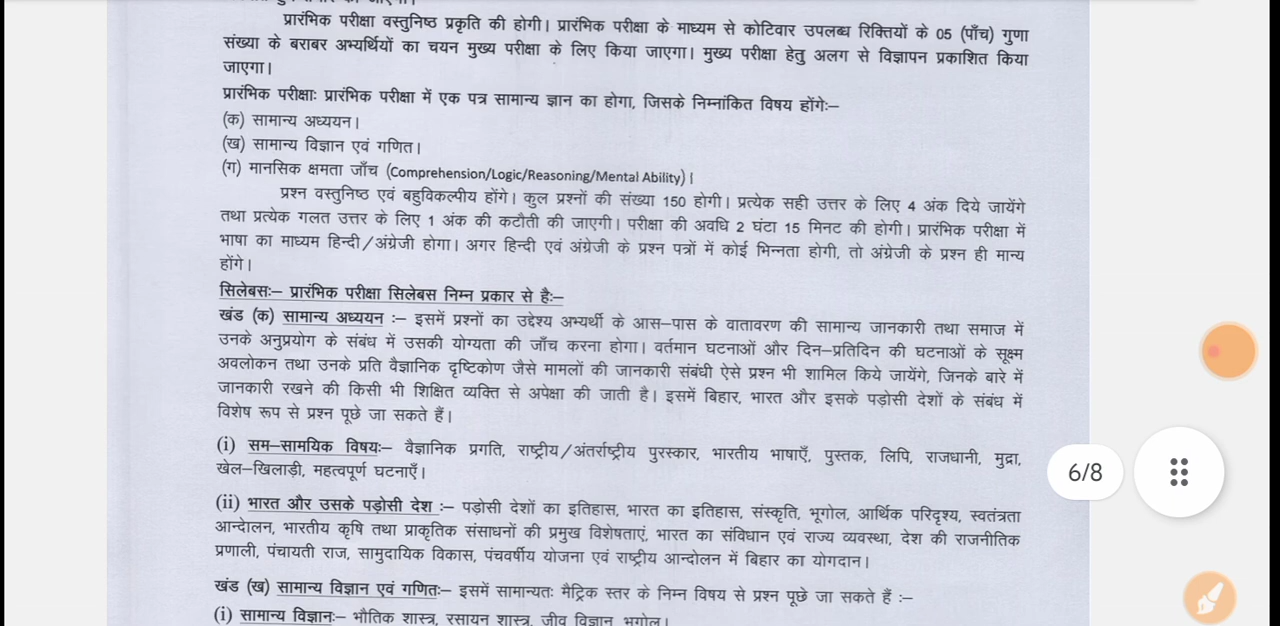 प्रारंभिक परीक्षा वस्तुनिष्ठ प्रकृति की होगी। प्रारंभिक परीक्षा के माध्यम से कोटिवार उपलब्ध रिक्तियों के 05 (पाँच) गुणा
संख्या के बराबर अभ्यर्थियों का चयन मुख्य परीक्षा के लिए किया जाएगा। मुख्य परीक्षा हेतु अलग से विज्ञापन प्रकाशित किया
जाएगा।
प्रारंभिक परीक्षाः प्रारंभिक परीक्षा में एक पत्र सामान्य ज्ञान का होगा, जिसके निम्नांकित विषय होंगेः–
(क) सामान्य अध्ययन।
(ख) सामान्य विज्ञान एवं गणित।
(ग) मानसिक क्षमता जाँच (Comprehension/Logic/Reasoning/Mental Ability)।
प्रश्न वस्तुनिष्ठ एवं बहुविकल्पीय होंगे। कुल प्रश्नों की संख्या 150 होगी। प्रत्येक सही उत्तर के लिए 4 अंक दिये जायेंगे
तथा प्रत्येक गलत उत्तर के लिए 1 अंक की कटौती की जाएगी। परीक्षा की अवधि 2 घंटा 15 मिनट की होगी। प्रारंभिक परीक्षा में
भाषा का माध्यम हिन्दी/अंग्रेजी होगा। अगर हिन्दी एवं अंग्रेजी के प्रश्न पत्रों में कोई भिन्नता होगी, तो अंग्रेजी के प्रश्न ही मान्य
होंगे।
सिलेबसः– प्रारंभिक परीक्षा सिलेबस निम्न प्रकार से हैः–
खंड (क) सामान्य अध्ययन :– इसमें प्रश्नों का उद्देश्य अभ्यर्थी के आस–पास के वातावरण की सामान्य जानकारी तथा समाज में
उनके अनुप्रयोग के संबंध में उसकी योग्यता की जाँच करना होगा। वर्तमान घटनाओं और दिन–प्रतिदिन की घटनाओं के सूक्ष्म
अवलोकन तथा उनके प्रति वैज्ञानिक दृष्टिकोण जैसे मामलों की जानकारी संबंधी ऐसे प्रश्न भी शामिल किये जायेंगे, जिनके बारे में
जानकारी रखने की किसी भी शिक्षित व्यक्ति से अपेक्षा की जाती है। इसमें बिहार, भारत और इसके पड़ोसी देशों के संबंध में
विशेष रूप से प्रश्न पूछे जा सकते हैं।
(i) सम–सामयिक विषयः– वैज्ञानिक प्रगति, राष्ट्रीय/अंतर्राष्ट्रीय पुरस्कार, भारतीय भाषाएँ, पुस्तक, लिपि, राजधानी, मुद्रा,
खेल–खिलाड़ी, महत्वपूर्ण घटनाएँ।
(ii) भारत और उसके पड़ोसी देश :– पड़ोसी देशों का इतिहास, भारत का इतिहास, संस्कृति, भूगोल, आर्थिक परिदृश्य, स्वतंत्रता
आन्दोलन, भारतीय कृषि तथा प्राकृतिक संसाधनों की प्रमुख विशेषताएं, भारत का संविधान एवं राज्य व्यवस्था, देश की राजनीतिक
प्रणाली, पंचायती राज, सामुदायिक विकास, पंचवर्षीय योजना एवं राष्ट्रीय आन्दोलन में बिहार का योगदान।
6/8
खंड (ख) सामान्य विज्ञान एवं गणितः– इसमें सामान्यतः मैट्रिक स्तर के निम्न विषय से प्रश्न पूछे जा सकते हैं :–
(i) सामान्य विज्ञानः– भौतिक शास्त्र, रसायन शास्त्र, जीव विज्ञान, भूगोल।